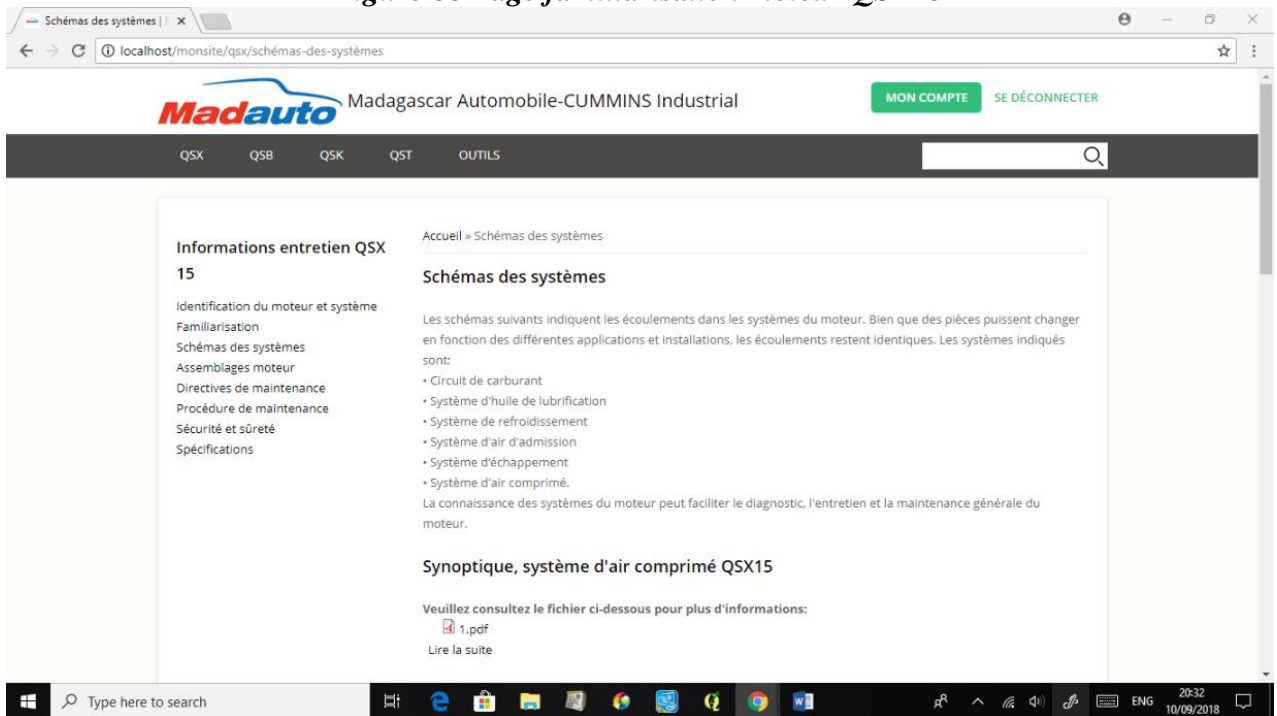 Schémas des systèmes |
localhost/monsite/qsx/schémas-des-systèmes
Madauto Madagascar Automobile-CUMMINS Industrial
MON COMPTE SE DÉCONNECTER
QSX QSB QSK QST OUTILS
Informations entretien QSX
15
Identification du moteur et système
Familiarisation
Schémas des systèmes
Assemblages moteur
Directives de maintenance
Procédure de maintenance
Sécurité et sûreté
Spécifications
Accueil » Schémas des systèmes
Schémas des systèmes
Les schémas suivants indiquent les écoulements dans les systèmes du moteur. Bien que des pièces puissent changer
en fonction des différentes applications et installations, les écoulements restent identiques. Les systèmes indiqués
sont:
• Circuit de carburant
• Système d'huile de lubrification
• Système de refroidissement
• Système d'air d'admission
• Système d'échappement
• Système d'air comprimé.
La connaissance des systèmes du moteur peut faciliter le diagnostic, l'entretien et la maintenance générale du
moteur.
Synoptique, système d'air comprimé QSX15
Veuillez consultez le fichier ci-dessous pour plus d'informations:
1.pdf
Lire la suite
Type here to search
ENG
20:32
10/09/2018